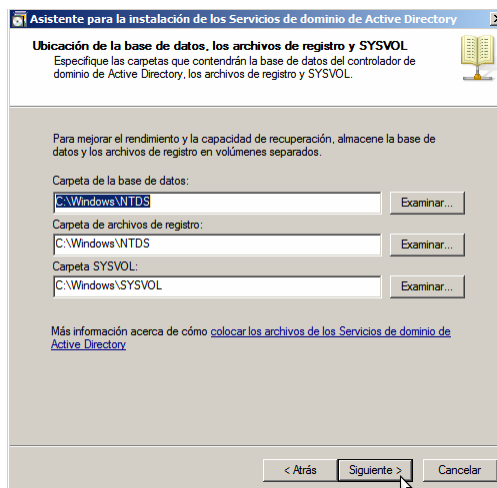 Asistente para la instalación de los Servicios de dominio de Active Directory
Ubicación de la base de datos, los archivos de registro y SYSVOL
Especifique las carpetas que contendrán la base de datos del controlador de
dominio de Active Directory, los archivos de registro y SYSVOL.
Para mejorar el rendimiento y la capacidad de recuperación, almacene la base de
datos y los archivos de registro en volúmenes separados.
Carpeta de la base de datos:
C:\Windows\NTDS
Examinar...
Carpeta de archivos de registro:
C:\Windows\NTDS
Examinar...
Carpeta SYSVOL:
C:\Windows\SYSVOL
Examinar...
Más información acerca de cómo colocar los archivos de los Servicios de dominio de
Active Directory
< Atrás Siguiente > Cancelar